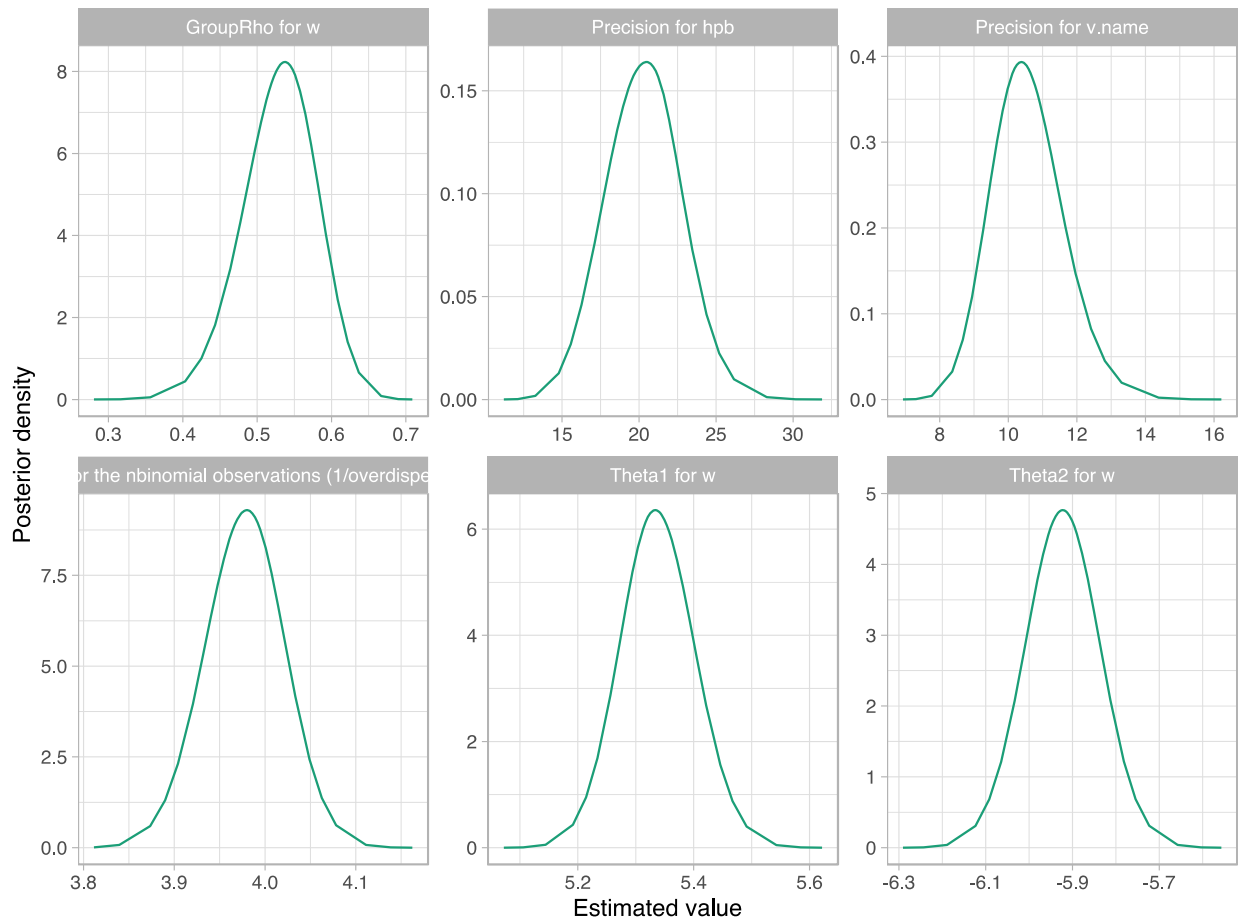 GroupRho for w
Precision for hpb
Precision for v.name
8
6
4
2
0
0.3 0.4 0.5 0.6 0.7
0.15
0.10
0.05
0.00
15 20 25 30
0.4
0.3
0.2
0.1
0.0
8 10 12 14 16
or the nbinomial observations (1/overdispe
Theta1 for w
Theta2 for w
7.5
5.0
2.5
0.0
3.8 3.9 4.0 4.1
6
4
2
0
5.2 5.4 5.6
5
4
3
2
1
0
-6.3 -6.1 -5.9 -5.7
Posterior density
Estimated value